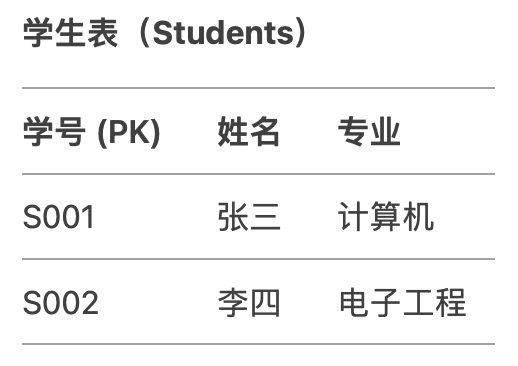 学生表（Students）
学号 (PK) 姓名 专业
S001 张三 计算机
S002 李四 电子工程